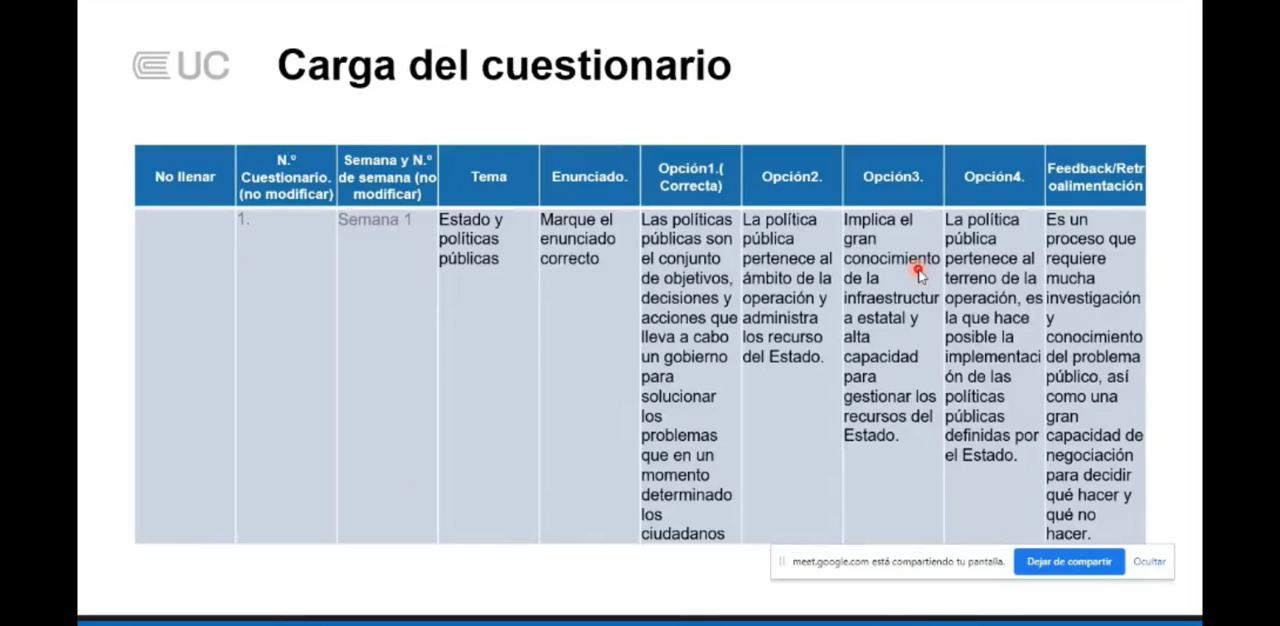 UC
Carga del cuestionario
No llenar
N.º
Cuestionario.
(no modificar)
Semana y N.º
de semana (no
modificar)
Tema
Enunciado.
Opción1.(
Correcta)
Opción2.
Opción3.
Opción4.
Feedback/Retr
oalimentación
1.
Semana 1
Estado y
políticas
públicas
Marque el
enunciado
correcto
Las políticas
públicas son
el conjunto
de objetivos,
decisiones y
acciones que
lleva a cabo
un gobierno
para
solucionar
los
problemas
que en un
momento
determinado
los
ciudadanos
La política
pública
pertenece al
ámbito de la
operación y
administra
los recurso
del Estado.
Implica el
gran
conocimiento
de la
infraestructur
a estatal y
alta
capacidad
para
gestionar los
recursos del
Estado.
La política
pública
pertenece al
terreno de la
operación, es
la que hace
posible la
implementaci
ón de las
políticas
públicas
definidas por
el Estado.
Es un
proceso que
requiere
mucha
investigación
y
conocimiento
del problema
público, así
como una
gran
capacidad de
negociación
para decidir
qué hacer y
qué no
hacer.
meet.google.com está compartiendo tu pantalla.
Dejar de compartir
Ocultar